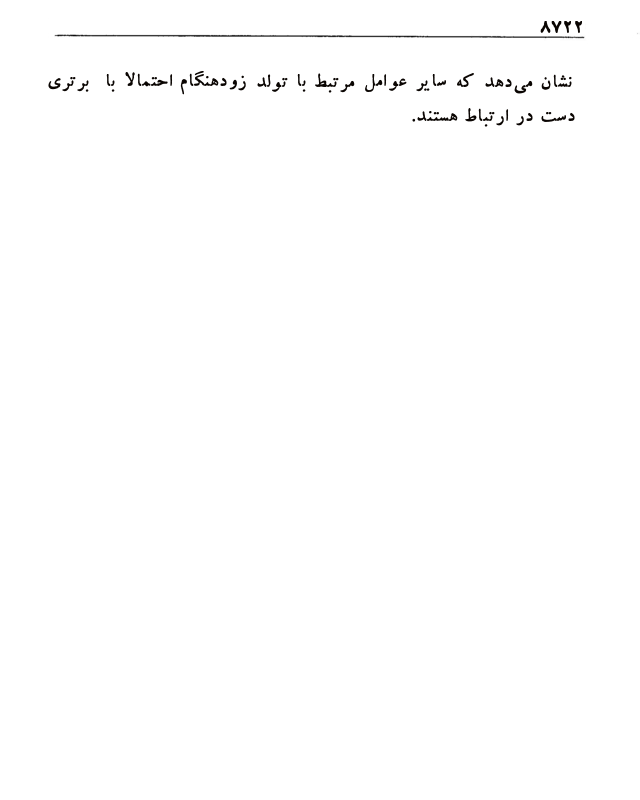 ۸۷۲۲
نشان می‌دهد که سایر عوامل مرتبط با تولد زودهنگام احتمالا با برتری
دست در ارتباط هستند.